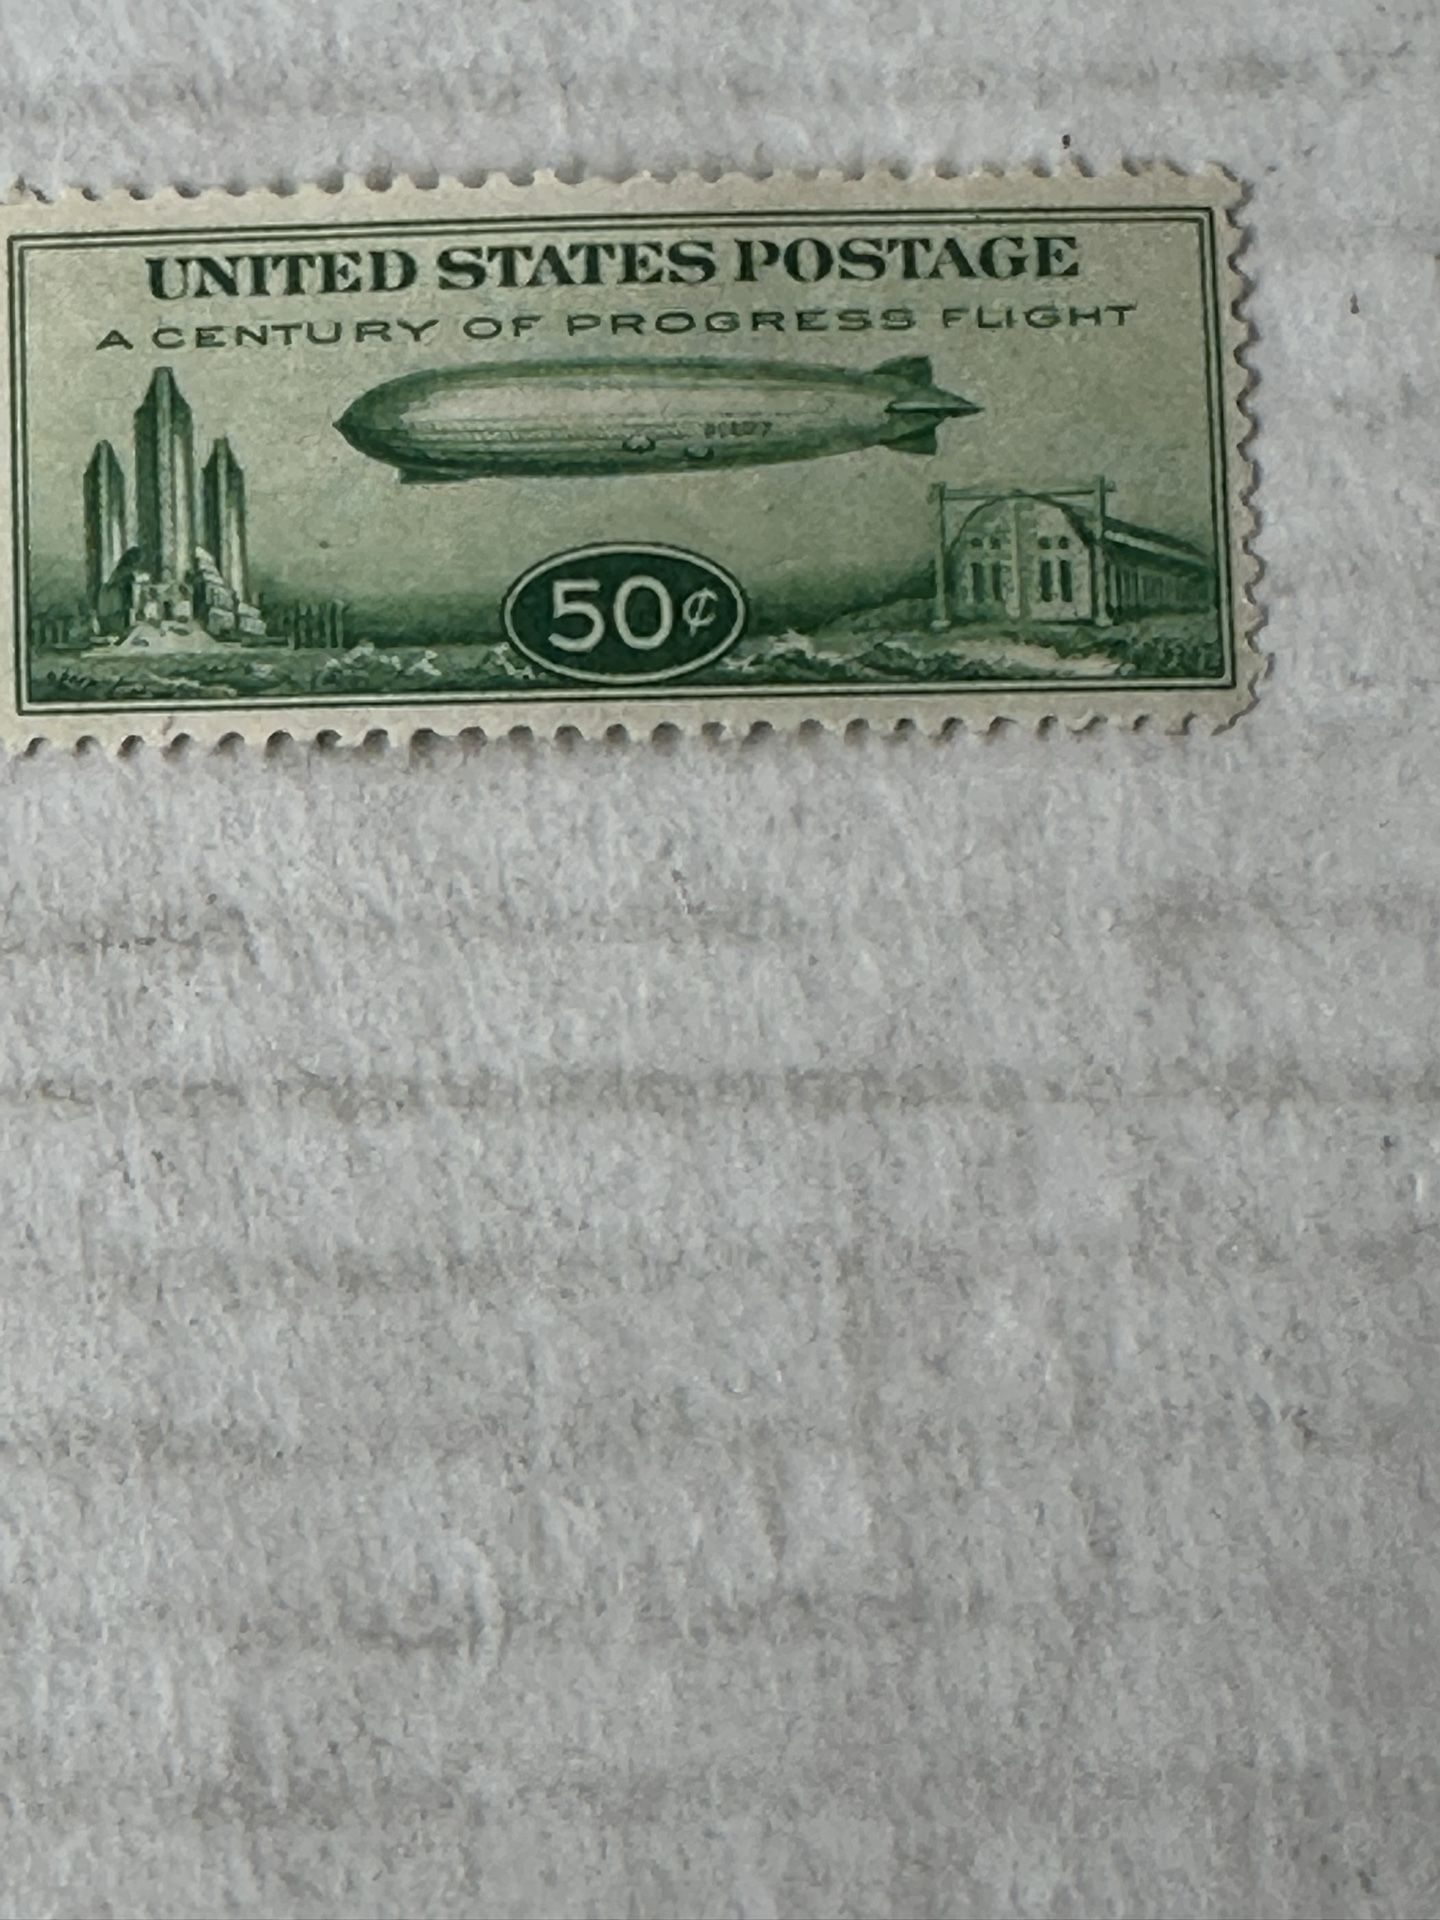 UNITED STATES POSTAGE
A CENTURY OF PROGRESS FLIGHT
50¢